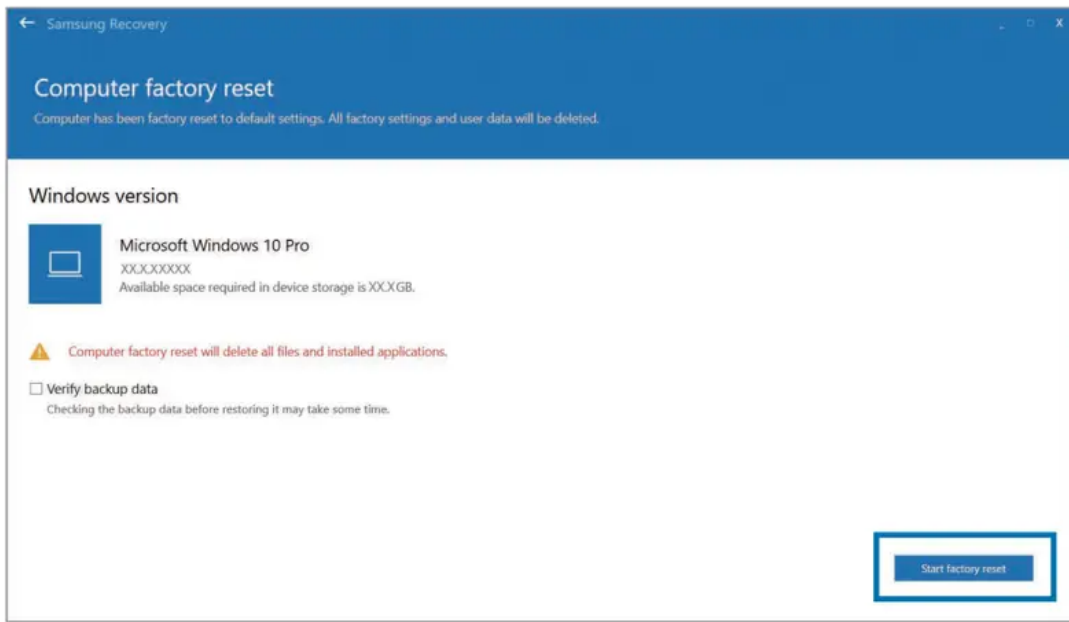 Samsung Recovery
Computer factory reset
Computer has been factory reset to default settings. All factory settings and user data will be deleted.
Windows version
Microsoft Windows 10 Pro
XX.X.XXXXX
Available space required in device storage is XX.XGB.
Computer factory reset will delete all files and installed applications.
Verify backup data
Checking the backup data before restoring it may take some time.
Start factory reset